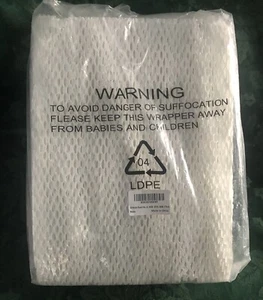 WARNING
TO AVOID DANGER OF SUFFOCATION
PLEASE KEEP THIS WRAPPER AWAY
FROM BABIES AND CHILDREN
04
LDPE